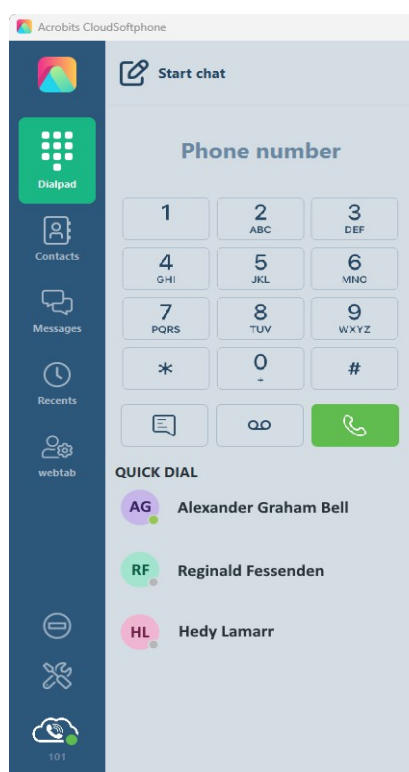 Acrobits CloudSoftphone
Start chat
Phone number
Dialpad
Contacts
Messages
Recents
webtab
1
2
ABC
3
DEF
4
GHI
5
JKL
6
MNO
7
PQRS
8
TUV
9
WXYZ
*
0
+
#
QUICK DIAL
AG Alexander Graham Bell
RF Reginald Fessenden
HL Hedy Lamarr
101